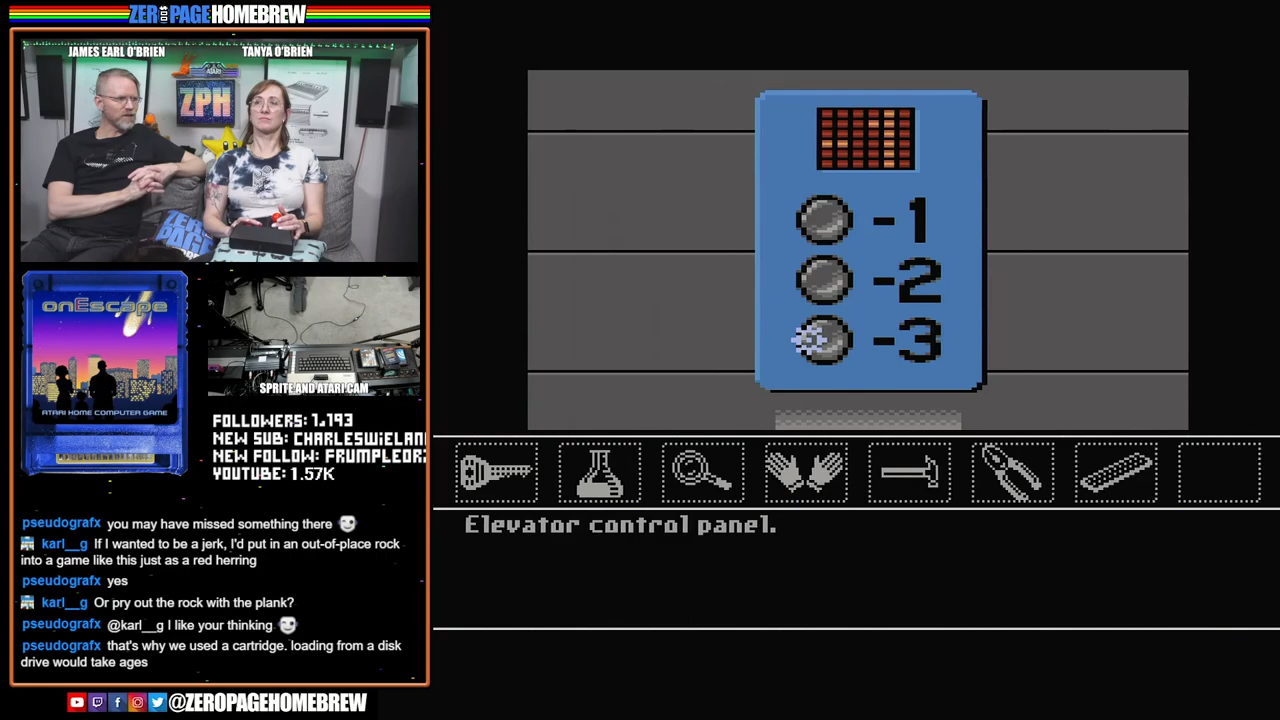 ZERO PAGE HOMEBREW
JAMES EARL O'BRIEN
TANYA O'BRIEN
ATARI
ZPH
ZERO
PAGE
onEscape
ATARI HOME COMPUTER GAME
SPRITE AND ATARI CAM
FOLLOWERS: 1,193
NEW SUB: CHARLESWIELAN
NEW FOLLOW: FRUMPLEOR
YOUTUBE: 1.57K
pseudografx you may have missed something there
karl__g If I wanted to be a jerk, I'd put in an out-of-place rock
into a game like this just as a red herring
pseudografx yes
karl__g Or pry out the rock with the plank?
pseudografx @karl__g I like your thinking
pseudografx that's why we used a cartridge. loading from a disk
drive would take ages
@ZEROPAGEHOMEBREW
-1
-1
-2
-3
Elevator control panel.